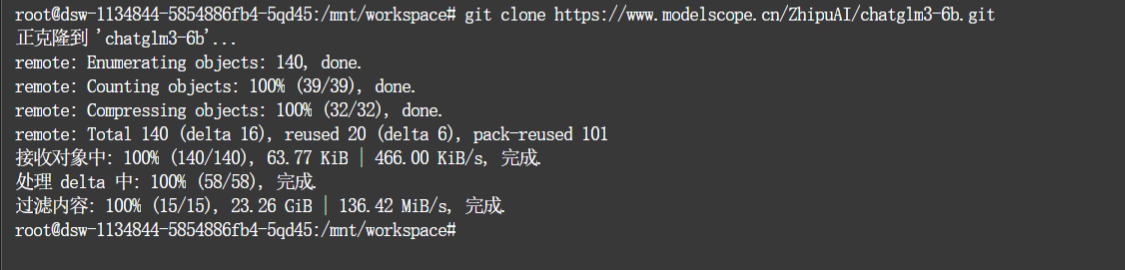 root@dsw-1134844-5854886fb4-5qd45:/mnt/workspace# git clone https://www.modelscope.cn/ZhipuAI/chatglm3-6b.git
正克隆到 'chatglm3-6b'...
remote: Enumerating objects: 140, done.
remote: Counting objects: 100% (39/39), done.
remote: Compressing objects: 100% (32/32), done.
remote: Total 140 (delta 16), reused 20 (delta 6), pack-reused 101
接收对象中: 100% (140/140), 63.77 KiB | 466.00 KiB/s, 完成.
处理 delta 中: 100% (58/58), 完成.
过滤内容: 100% (15/15), 23.26 GiB | 136.42 MiB/s, 完成.
root@dsw-1134844-5854886fb4-5qd45:/mnt/workspace#